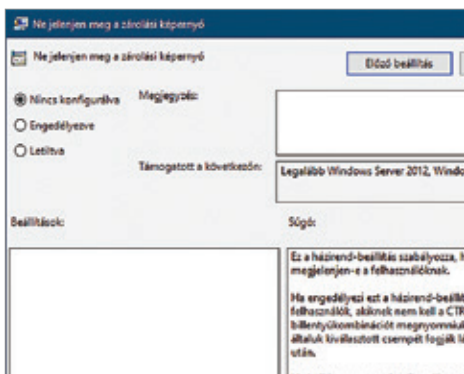 Ne jelenjen meg a zárolási képernyő
Ne jelenjen meg a zárolási képernyő
Előző beállítás
Nincs konfigurálva
Megjegyzés:
Engedélyezve
Letiltva
Támogatott a következőn:
Legalább Windows Server 2012, Windo
Beállítások:
Súgó:
Ez a házirend-beállítás szabályozza, h
megjelenjen-e a felhasználóknak.
Ha engedélyezi ezt a házirend-beállít
felhasználók, akiknek nem kell a CTR
billentyűkombinációt megnyomniuk
általuk kiválasztott csempét fogják lá
után.